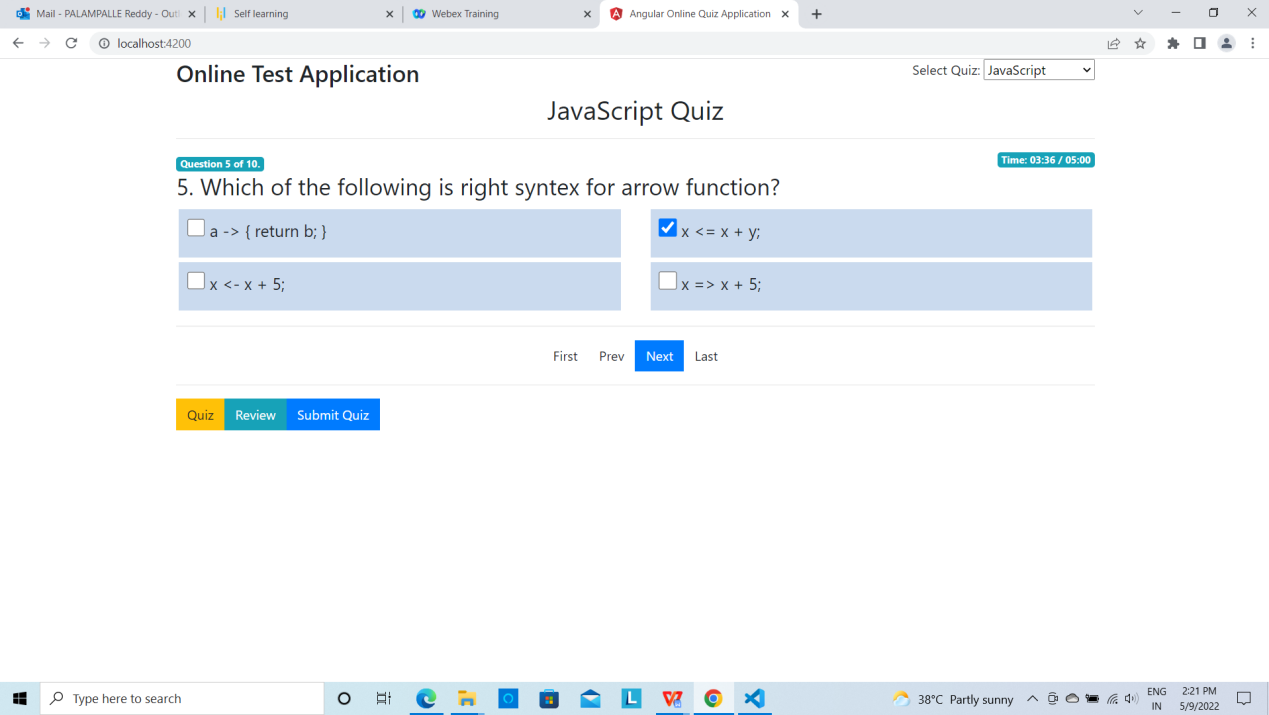 Mail - PALAMPALLE Reddy - Out
Self learning
Webex Training
Angular Online Quiz Application
localhost:4200
Online Test Application
Select Quiz: JavaScript
JavaScript Quiz
Question 5 of 10.
Time: 03:36 / 05:00
5. Which of the following is right syntex for arrow function?
a -> { return b; }
x <= x + y;
x <- x + 5;
x => x + 5;
First Prev Next Last
Quiz Review Submit Quiz
Type here to search
38°C Partly sunny
ENG
IN
2:21 PM
5/9/2022